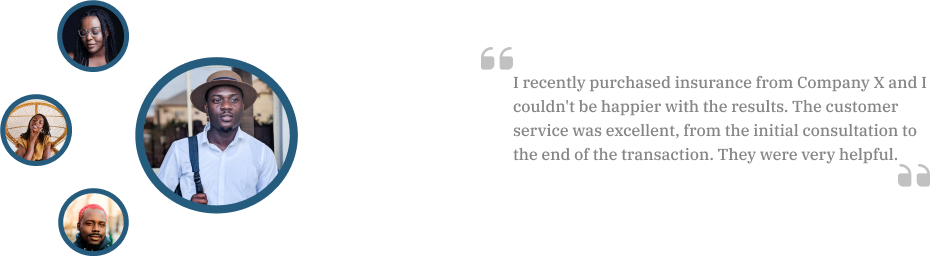 “
I recently purchased insurance from Company X and I
couldn't be happier with the results. The customer
service was excellent, from the initial consultation to
the end of the transaction. They were very helpful.
”